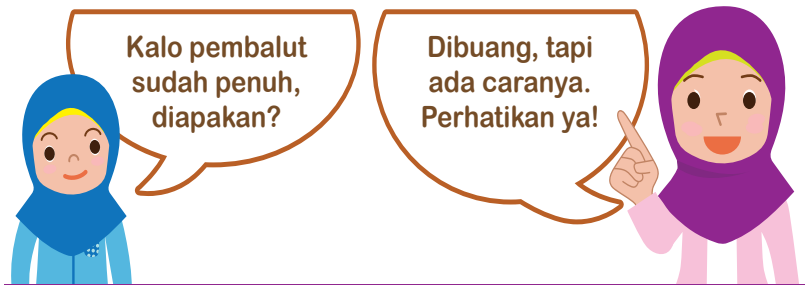 Kalo pembalut
sudah penuh,
diapakan?
Dibuang, tapi
ada caranya.
Perhatikan ya!